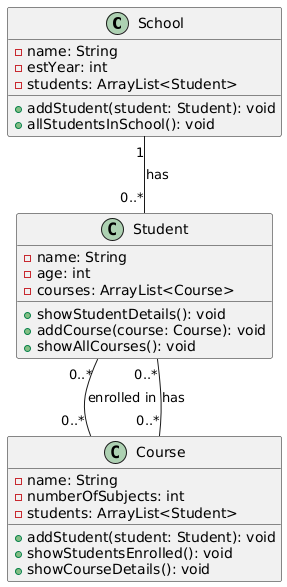 C School
name: String
estYear: int
students: ArrayList<Student>
addStudent(student: Student): void
allStudentsInSchool(): void
1
has
0..*
C Student
name: String
age: int
courses: ArrayList<Course>
showStudentDetails(): void
addCourse(course: Course): void
showAllCourses(): void
0..* 0..*
enrolled in has
0..* 0..*
C Course
name: String
numberOfSubjects: int
students: ArrayList<Student>
addStudent(student: Student): void
showStudentsEnrolled(): void
showCourseDetails(): void